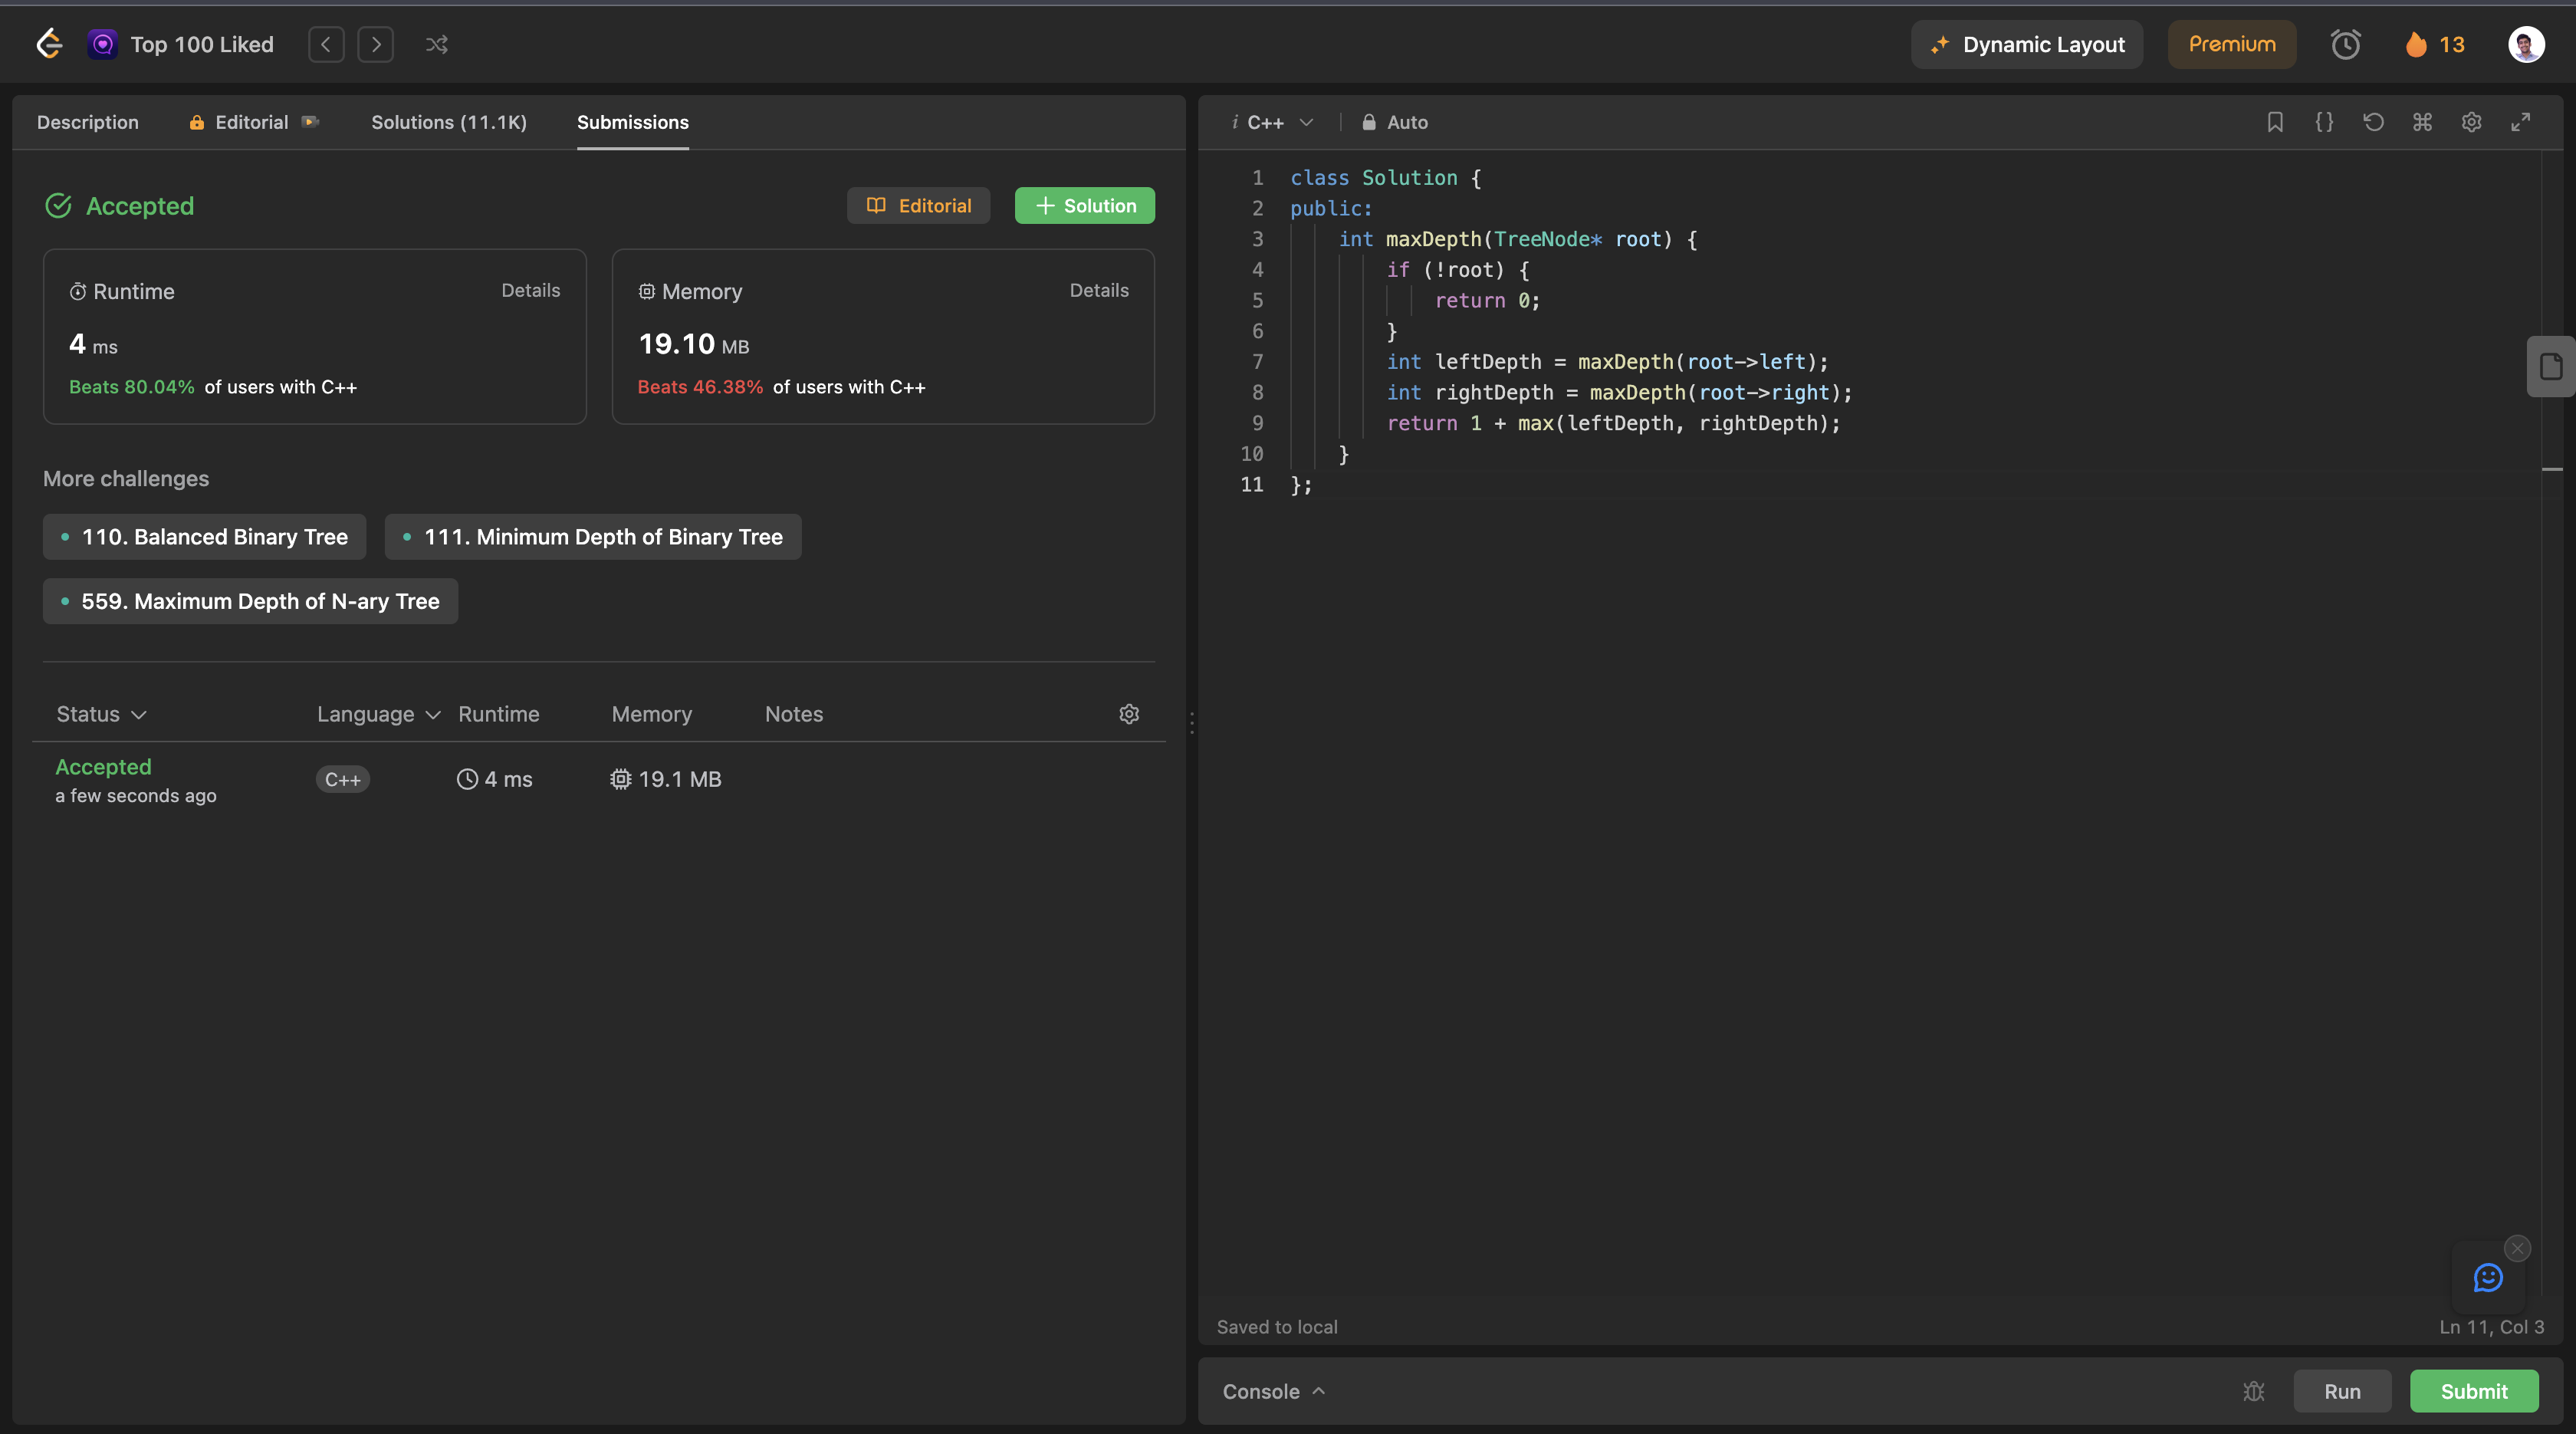 Top 100 Liked
Dynamic Layout
Premium
13
Description
Editorial
Solutions (11.1K)
Submissions
Accepted
Editorial
Solution
Runtime
Details
4 ms
Beats 80.04% of users with C++
Memory
Details
19.10 MB
Beats 46.38% of users with C++
More challenges
110. Balanced Binary Tree
111. Minimum Depth of Binary Tree
559. Maximum Depth of N-ary Tree
Status
Language
Runtime
Memory
Notes
Accepted
a few seconds ago
C++
4 ms
19.1 MB
i C++
Auto
1 class Solution {
2 public:
3     int maxDepth(TreeNode* root) {
4         if (!root) {
5             return 0;
6         }
7         int leftDepth = maxDepth(root->left);
8         int rightDepth = maxDepth(root->right);
9         return 1 + max(leftDepth, rightDepth);
10     }
11 };
Saved to local
Ln 11, Col 3
Console
Run
Submit